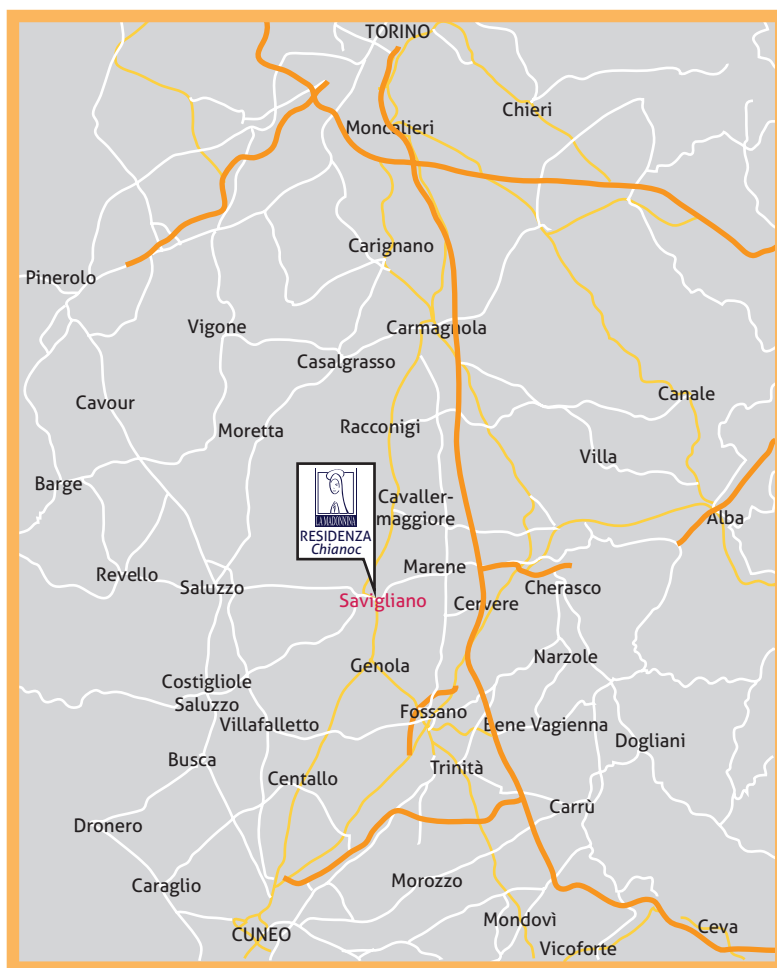 TORINO
Chieri
Moncalieri
Carignano
Pinerolo
Vigone
Carmagnola
Casalgrasso
Canale
Cavour
Moretta
Racconigi
Villa
Barge
LA MADONNINA
RESIDENZA
Chianoc
Cavaller-
maggiore
Alba
Marene
Revello
Saluzzo
Cherasco
Savigliano
Cervere
Narzole
Genola
Costigliole
Saluzzo
Fossano
Villafalletto
Bene Vagienna
Dogliani
Busca
Trinità
Centallo
Carrù
Dronero
Caraglio
Morozzo
Mondovì
Ceva
CUNEO
Vicoforte